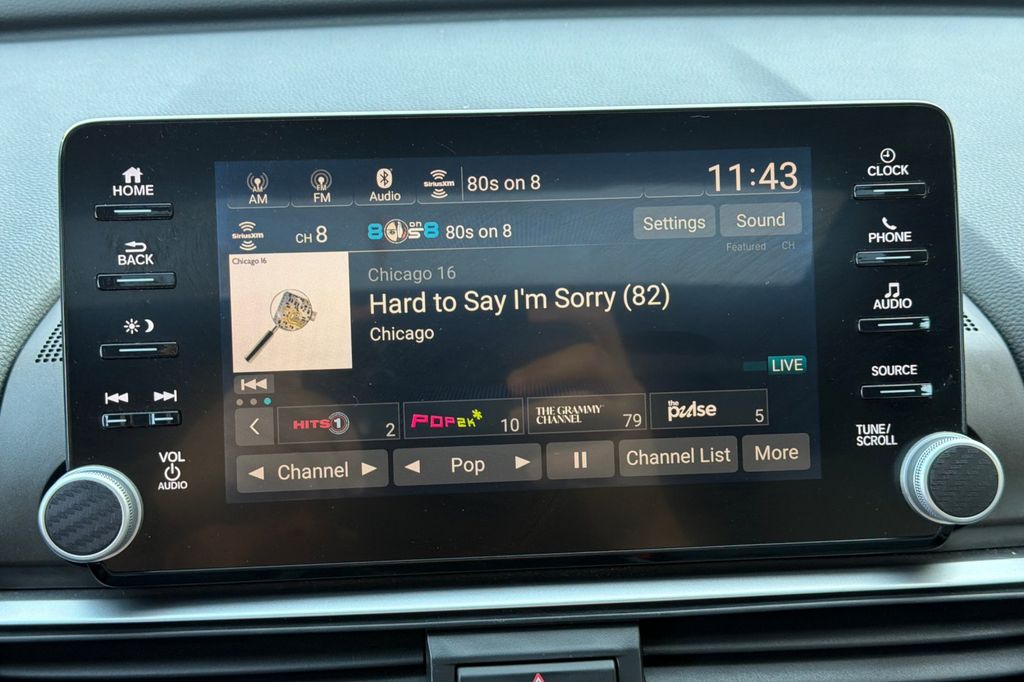 HOME
BACK
VOL
AUDIO
AM
FM
Audio
SiriusXM
80s on 8
11:43
SiriusXM
CH 8
80s on 8
80s on 8
Settings
Sound
Featured CH
Chicago 16
Chicago 16
Hard to Say I'm Sorry (82)
Chicago
LIVE
HITS 1
2
POP2K
10
THE GRAMMY CHANNEL
79
the pulse
5
Channel
Pop
Channel List
More
CLOCK
PHONE
AUDIO
SOURCE
TUNE/
SCROLL